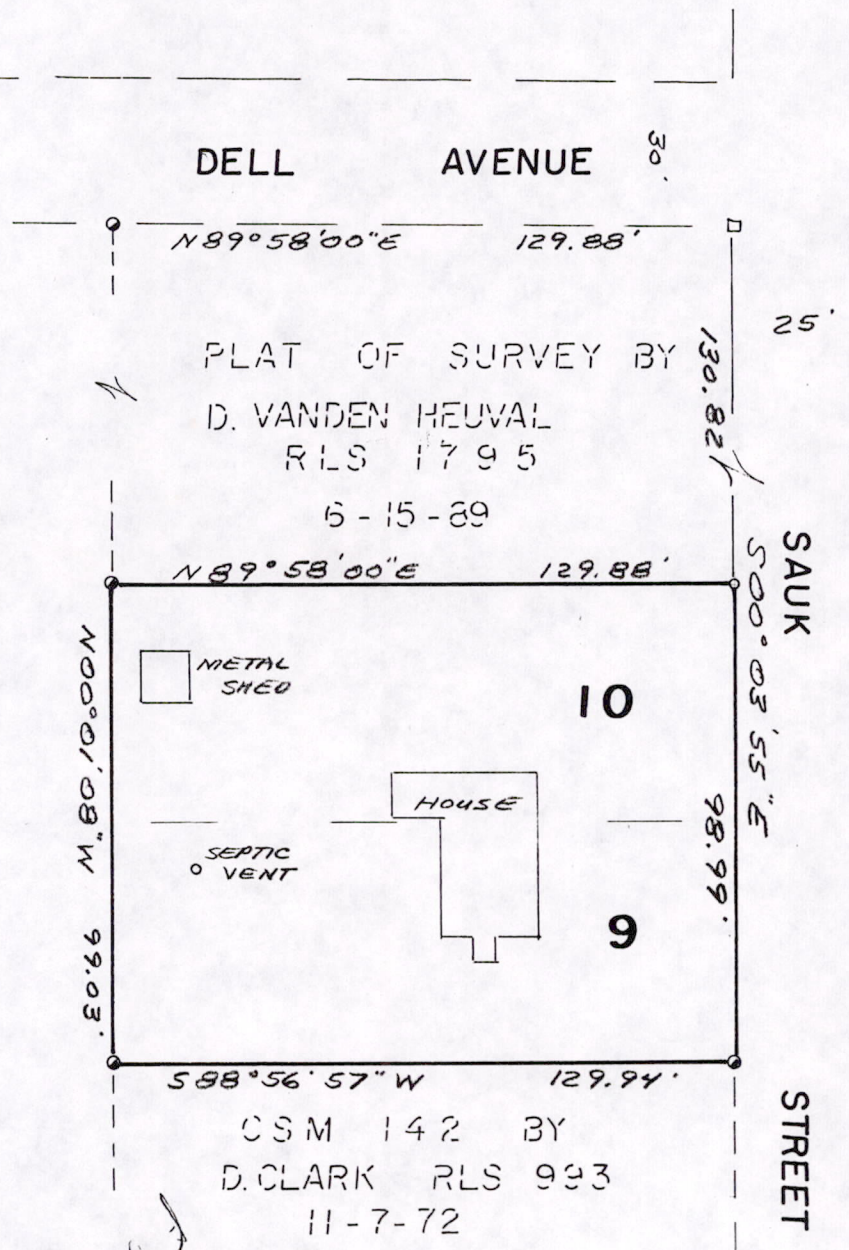 DELL AVENUE
30'
N89°58'00"E 129.88'
25'
130.82'
PLAT OF SURVEY BY
D. VANDEN HEUVAL
RLS 1795
6-15-89
SAUK STREET
N89°58'00"E 129.88'
S00°03'55"E 98.99'
N00°01'08"W 99.03'
METAL
SHED
10
HOUSE
SEPTIC
VENT
9
S88°56'57"W 129.94'
CSM 142 BY
D. CLARK RLS 993
11-7-72